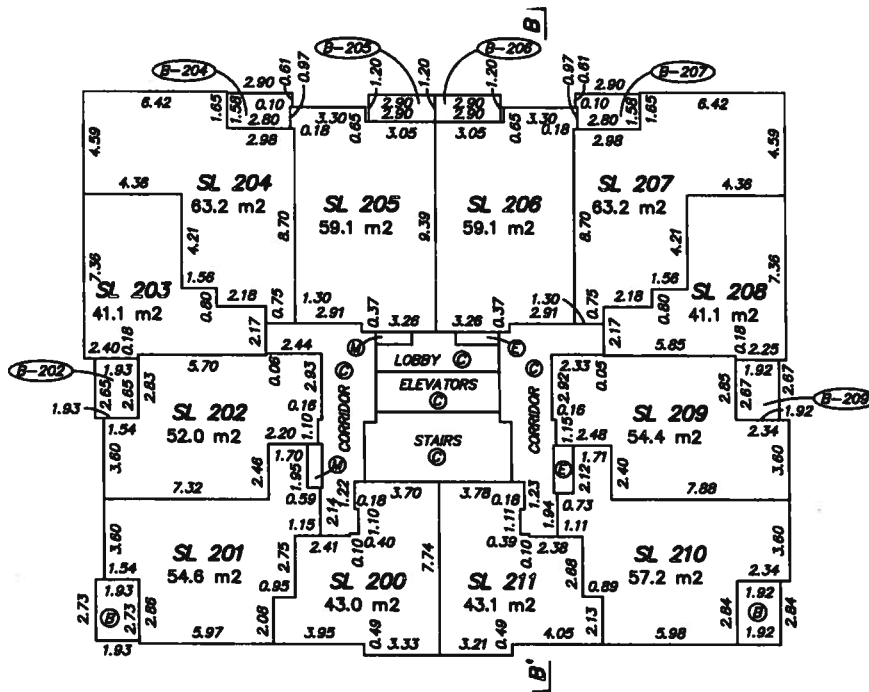 B
B-205 B-206
B-204 B-207
2.90 0.61 0.97 1.20 1.20 1.20 0.97 0.61 2.90
6.42 1.65 1.58 0.10 2.80 3.30 0.18 0.65 2.90 2.90 2.90 2.90 0.65 3.30 0.18 0.10 2.80 1.58 1.65 6.42
2.98 3.05 3.05 2.98
4.59 4.59
4.36 4.36
SL 204
63.2 m2
SL 205
59.1 m2
SL 206
59.1 m2
SL 207
63.2 m2
8.70 9.39 8.70
4.21 4.21
7.36 7.36
1.56 1.56
SL 203
41.1 m2
SL 208
41.1 m2
0.80 2.18 0.75 1.30 2.91 0.37 3.26 3.26 0.37 2.91 1.30 0.75 2.18 0.80
2.17 2.17
2.40 0.18 0.18 2.25
M E
LOBBY C
ELEVATORS
C
STAIRS
C
CORRIDOR C
CORRIDOR C
5.70 0.06 2.44 2.93 2.33 2.92 0.05 5.85
B-202 B-209
1.93 2.65 2.65 2.83 1.93 2.85 1.92 2.67 2.67 1.92
1.54 2.34
SL 202
52.0 m2
SL 209
54.4 m2
0.16 1.10 0.16 1.15
3.60 3.60
2.20 2.48
2.46 1.70 1.95 M E 1.71 2.12 2.40
7.32 7.88
0.59 1.22 0.18 3.70 3.78 0.18 1.23 0.73
2.14 1.10 1.11 1.94
1.15 2.41 0.10 0.40 0.39 0.10 2.38 1.11
3.60 3.60
SL 201
54.6 m2
SL 200
43.0 m2
SL 211
43.1 m2
SL 210
57.2 m2
2.75 7.74 2.68
1.54 2.34
0.95 0.89
2.73 1.93 B 2.73 2.86 2.08 2.13 2.84 1.92 B 1.92 2.84
1.93 5.97 3.95 0.49 3.33 3.21 0.49 4.05 5.98
B'